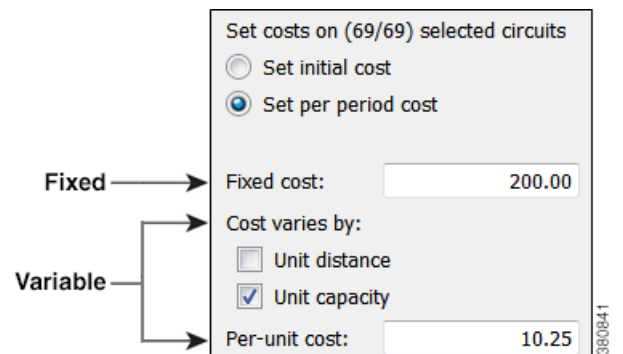 Set costs on (69/69) selected circuits
Set initial cost
Set per period cost
Fixed
Fixed cost: 200.00
Cost varies by:
Unit distance
Variable
Unit capacity
Per-unit cost: 10.25
380841